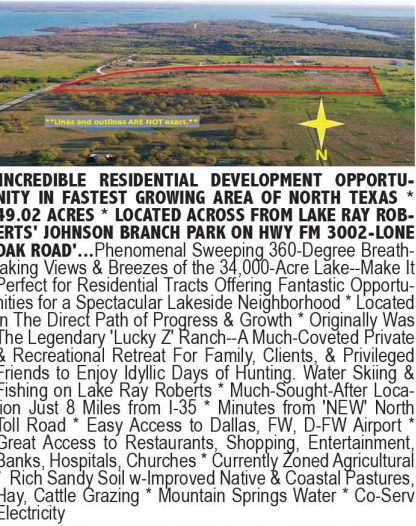 **Lines and outlines ARE NOT exact.**
N
INCREDIBLE RESIDENTIAL DEVELOPMENT OPPORTU-
NITY IN FASTEST GROWING AREA OF NORTH TEXAS *
49.02 ACRES * LOCATED ACROSS FROM LAKE RAY ROB-
ERTS' JOHNSON BRANCH PARK ON HWY FM 3002-LONE
OAK ROAD'...Phenomenal Sweeping 360-Degree Breath-
taking Views & Breezes of the 34,000-Acre Lake--Make It
Perfect for Residential Tracts Offering Fantastic Opportu-
nities for a Spectacular Lakeside Neighborhood * Located
in The Direct Path of Progress & Growth * Originally Was
The Legendary 'Lucky Z' Ranch--A Much-Coveted Private
& Recreational Retreat For Family, Clients, & Privileged
Friends to Enjoy Idyllic Days of Hunting. Water Skiing &
Fishing on Lake Ray Roberts * Much-Sought-After Loca-
tion Just 8 Miles from I-35 * Minutes from 'NEW' North
Toll Road * Easy Access to Dallas, FW, D-FW Airport *
Great Access to Restaurants, Shopping, Entertainment,
Banks, Hospitals, Churches * Currently Zoned Agricultural
* Rich Sandy Soil w-Improved Native & Coastal Pastures,
Hay, Cattle Grazing * Mountain Springs Water * Co-Serv
Electricity